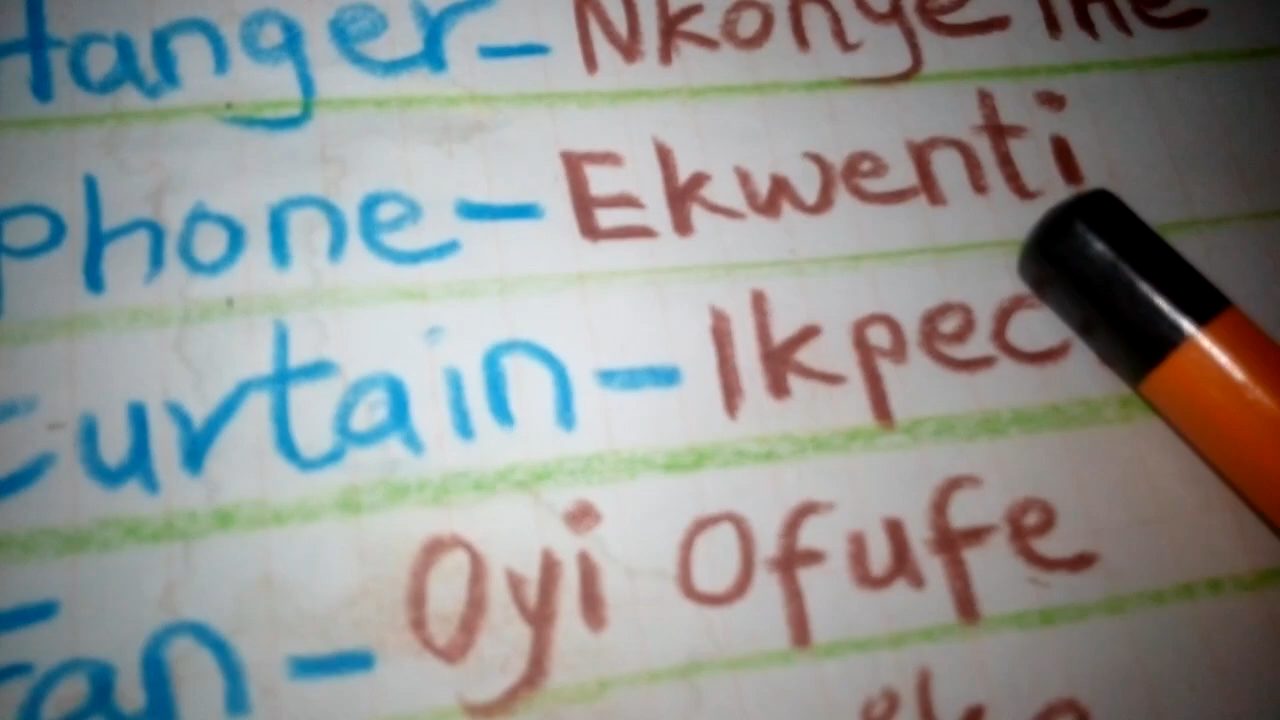 Hanger - Nkonye Ihe
Phone - Ekwenti
Curtain - Ikpec
Fan - Oyi Ofufe